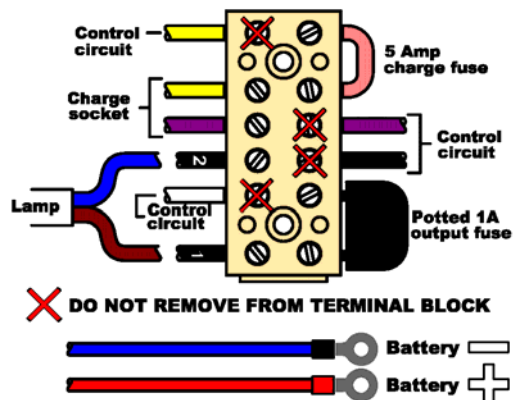 Control
circuit
5 Amp
charge fuse
Charge
socket
Control
circuit
2
Lamp
Control
circuit
Potted 1A
output fuse
1
DO NOT REMOVE FROM TERMINAL BLOCK
Battery −
Battery +